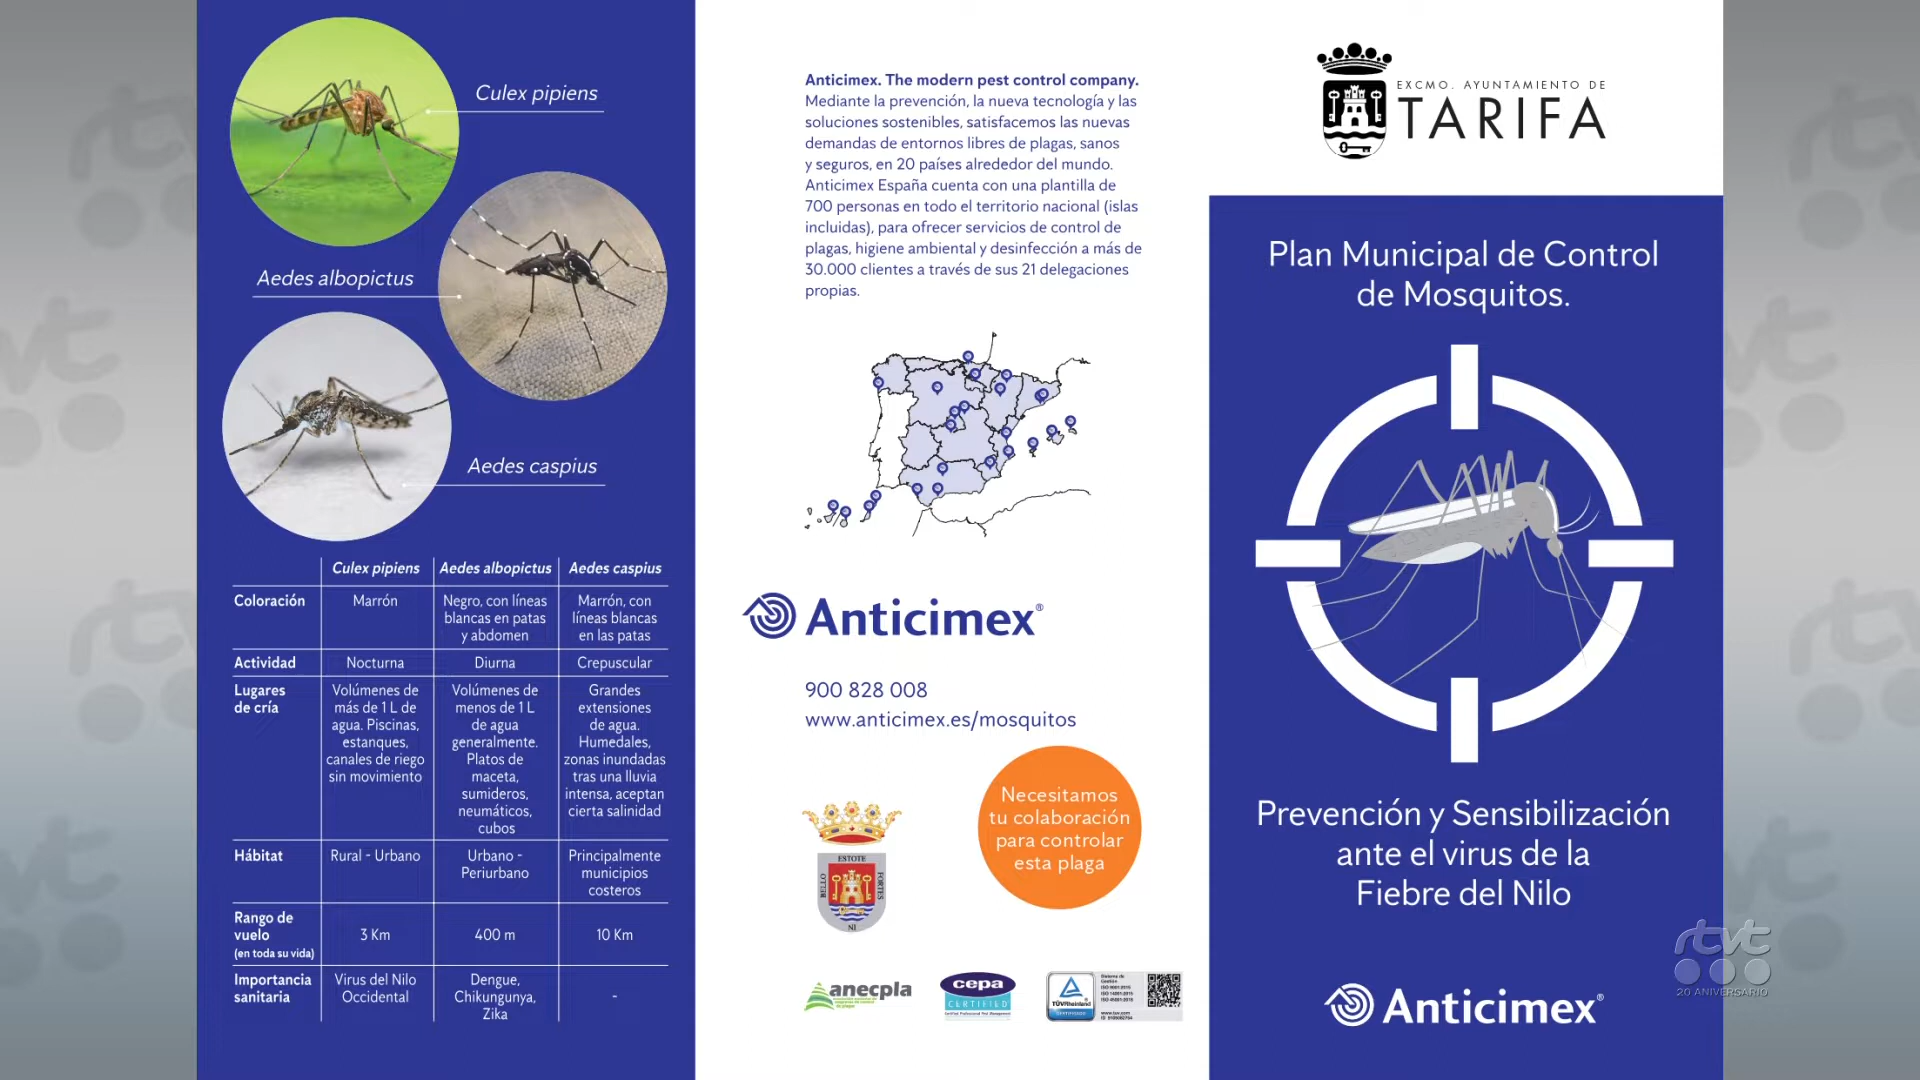 Culex pipiens
Aedes albopictus
Aedes caspius
Culex pipiens Aedes albopictus Aedes caspius
Coloración Marrón Negro, con líneas Marrón, con
blancas en patas líneas blancas
y abdomen en las patas
Actividad Nocturna Diurna Crepuscular
Lugares Volúmenes de Volúmenes de Grandes
de cría más de 1 L de menos de 1 L extensiones
agua. Piscinas, de agua de agua.
estanques, generalmente. Humedales,
canales de riego Platos de zonas inundadas
sin movimiento maceta, tras una lluvia
sumideros, intensa, aceptan
neumáticos, cierta salinidad
cubos
Hábitat Rural - Urbano Urbano - Principalmente
Periurbano municipios
costeros
Rango de
vuelo 3 Km 400 m 10 Km
(en toda su vida)
Importancia Virus del Nilo Dengue,
sanitaria Occidental Chikungunya, -
Zika
Anticimex. The modern pest control company.
Mediante la prevención, la nueva tecnología y las
soluciones sostenibles, satisfacemos las nuevas
demandas de entornos libres de plagas, sanos
y seguros, en 20 países alrededor del mundo.
Anticimex España cuenta con una plantilla de
700 personas en todo el territorio nacional (islas
incluidas), para ofrecer servicios de control de
plagas, higiene ambiental y desinfección a más de
30.000 clientes a través de sus 21 delegaciones
propias.
Anticimex®
900 828 008
www.anticimex.es/mosquitos
Necesitamos
tu colaboración
para controlar
esta plaga
ESTOTE
BELLO
FORTES
NI
anecpla
cepa
CERTIFIED
TÜVRheinland
EXCMO. AYUNTAMIENTO DE
TARIFA
Plan Municipal de Control
de Mosquitos.
Prevención y Sensibilización
ante el virus de la
Fiebre del Nilo
Anticimex®
rtvt
20 ANIVERSARIO